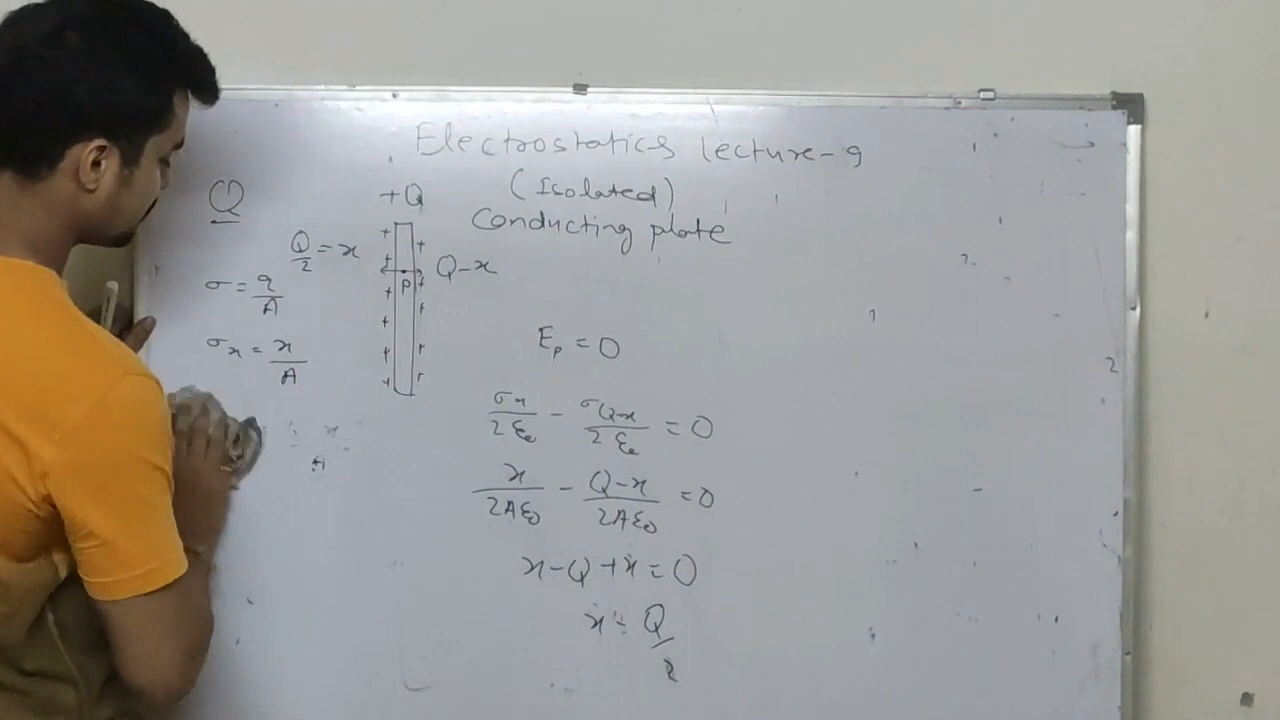 Electrostatics lecture-9
(Isolated)
Conducting plate
Q
+Q
Q/2 = x
Q-x
P
σ = q/A
σx = x/A
Ep = 0
σx/2ε₀ - σQ-x/2ε₀ = 0
x/2Aε₀ - Q-x/2Aε₀ = 0
x-Q+x=0
x = Q/2